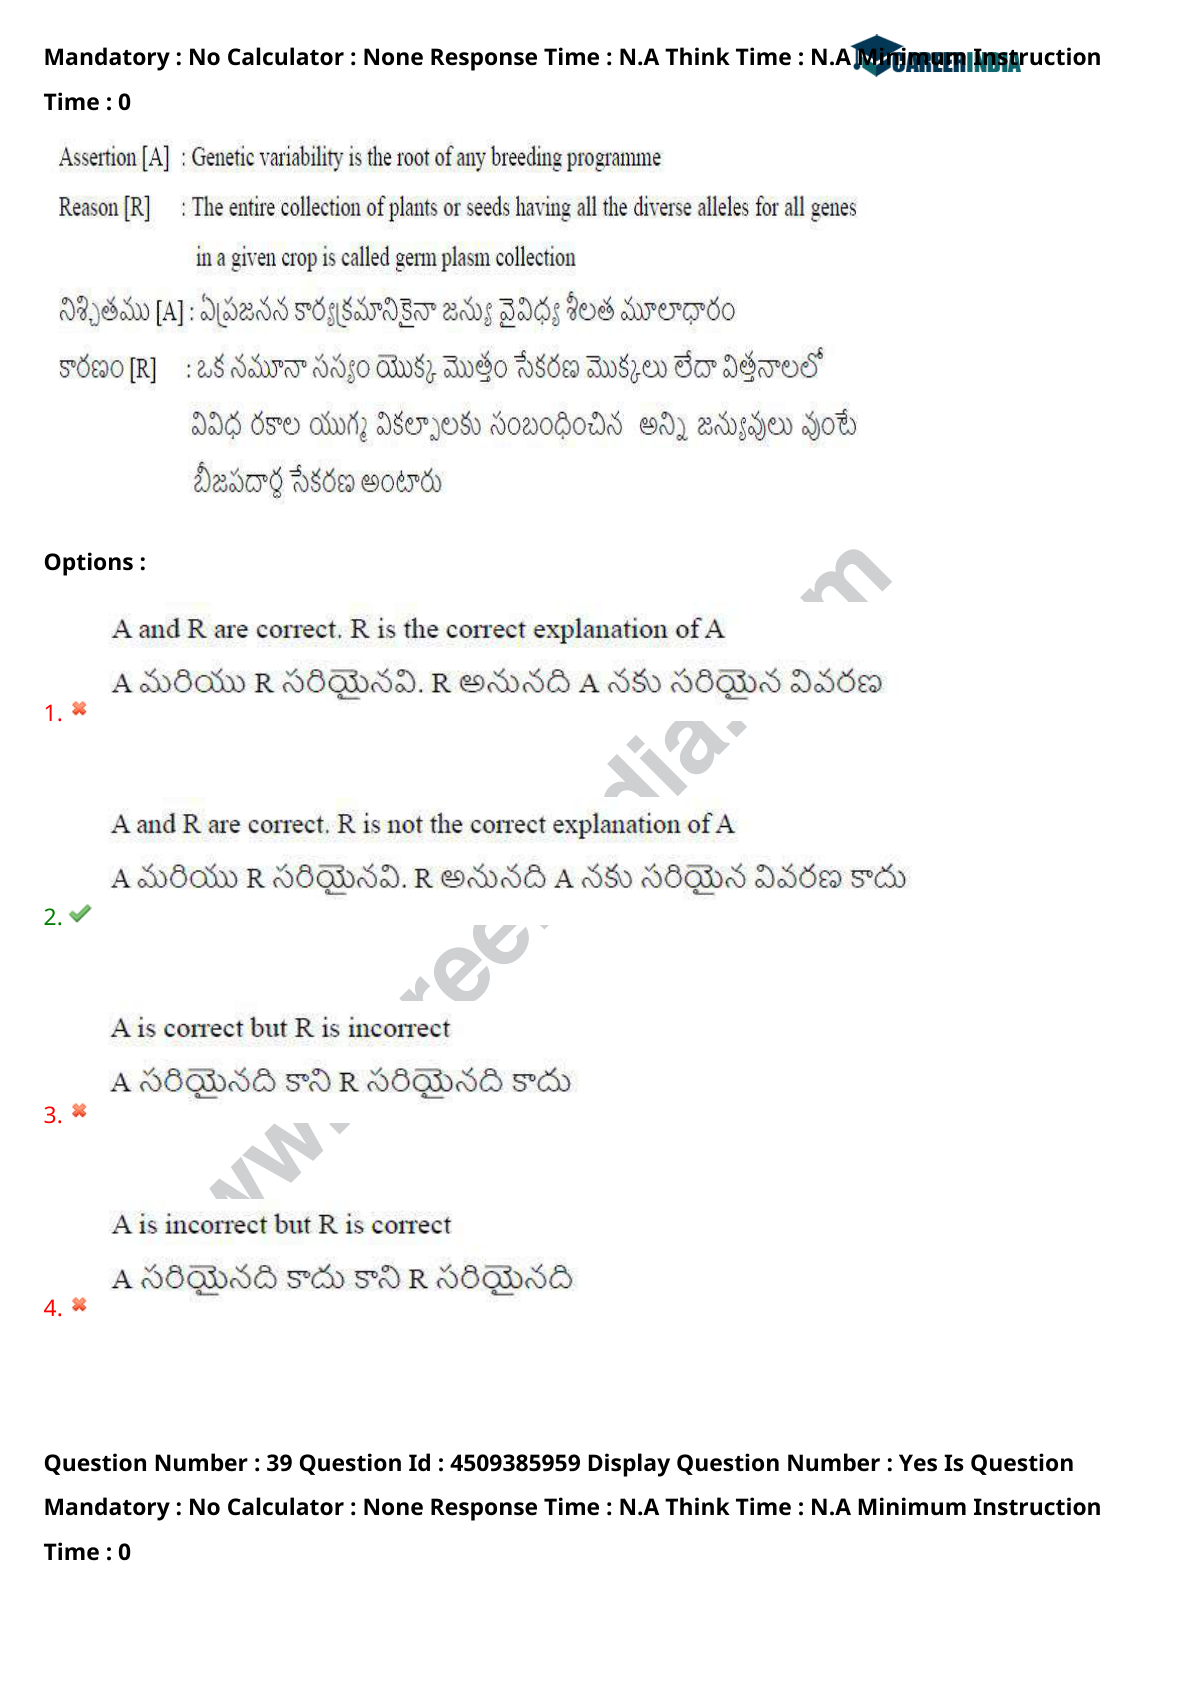 Mandatory : No Calculator : None Response Time : N.A Think Time : N.A Minimum Instruction
CAREERINDIA
Time : 0
Assertion [A] : Genetic variability is the root of any breeding programme
Reason [R] : The entire collection of plants or seeds having all the diverse alleles for all genes
in a given crop is called germ plasm collection
నిశ్చితము [A] : ఏప్రజనన కార్యక్రమానికైనా జన్యు వైవిధ్య శీలత మూలాధారం
కారణం [R] : ఒక నమూనా సస్యం యొక్క మొత్తం సేకరణ మొక్కలు లేదా విత్తనాలలో
వివిధ రకాల యుగ్మ వికల్పాలకు సంబంధించిన అన్ని జన్యువులు వుంటే
బీజపదార్ధ సేకరణ అంటారు
Options :
A and R are correct. R is the correct explanation of A
A మరియు R సరియైనవి. R అనునది A నకు సరియైన వివరణ
1.
A and R are correct. R is not the correct explanation of A
A మరియు R సరియైనవి. R అనునది A నకు సరియైన వివరణ కాదు
2.
A is correct but R is incorrect
A సరియైనది కాని R సరియైనది కాదు
3.
A is incorrect but R is correct
A సరియైనది కాదు కాని R సరియైనది
4.
Question Number : 39 Question Id : 4509385959 Display Question Number : Yes Is Question
Mandatory : No Calculator : None Response Time : N.A Think Time : N.A Minimum Instruction
Time : 0